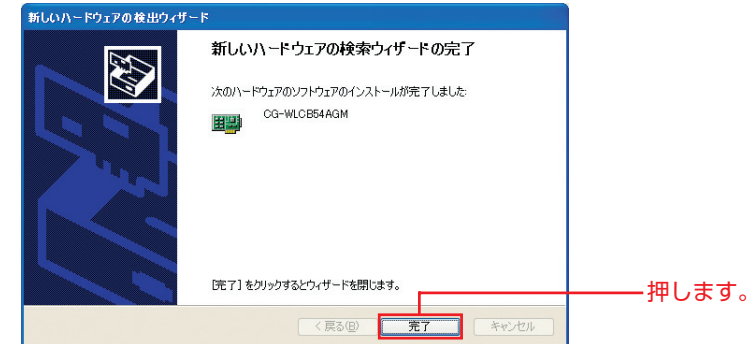 新しいハードウェアの検出ウィザード
新しいハードウェアの検索ウィザードの完了
次のハードウェアのソフトウェアのインストールが完了しました:
CG-WLCB54AGM
[完了] をクリックするとウィザードを閉じます。
< 戻る(B)
完了
キャンセル
押します。